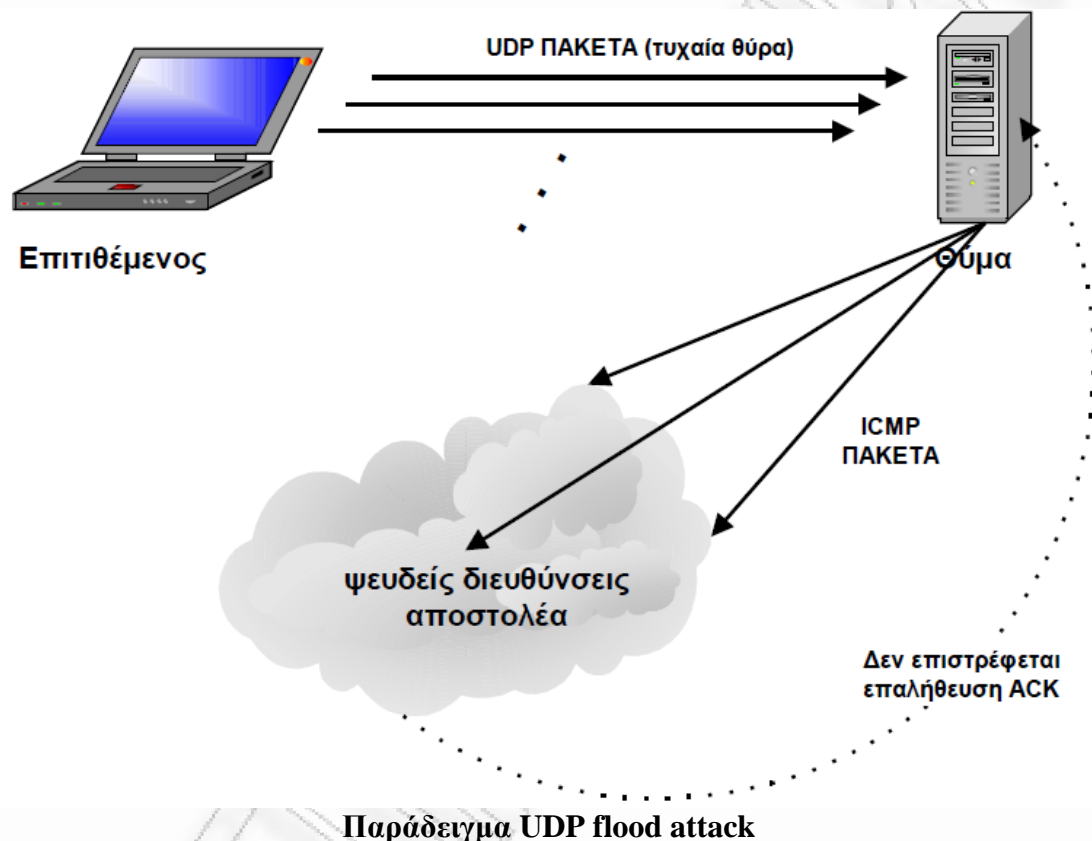 UDP ΠΑΚΕΤΑ (τυχαία θύρα)
Επιτιθέμενος
Θύμα
ICMP
ΠΑΚΕΤΑ
ψευδείς διευθύνσεις
αποστολέα
Δεν επιστρέφεται
επαλήθευση ACK
Παράδειγμα UDP flood attack